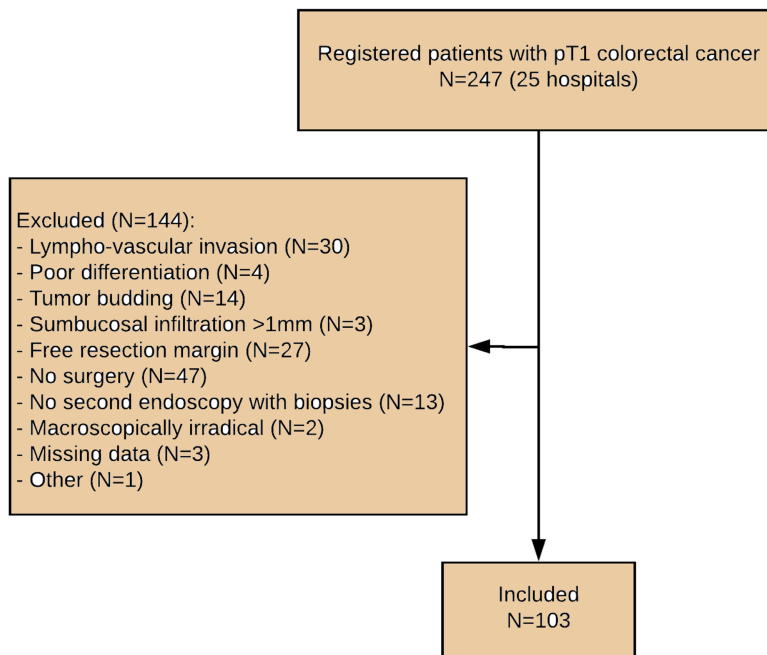 Registered patients with pT1 colorectal cancer
N=247 (25 hospitals)
Excluded (N=144):
- Lympho-vascular invasion (N=30)
- Poor differentiation (N=4)
- Tumor budding (N=14)
- Sumbucosal infiltration >1mm (N=3)
- Free resection margin (N=27)
- No surgery (N=47)
- No second endoscopy with biopsies (N=13)
- Macroscopically irradical (N=2)
- Missing data (N=3)
- Other (N=1)
Included
N=103